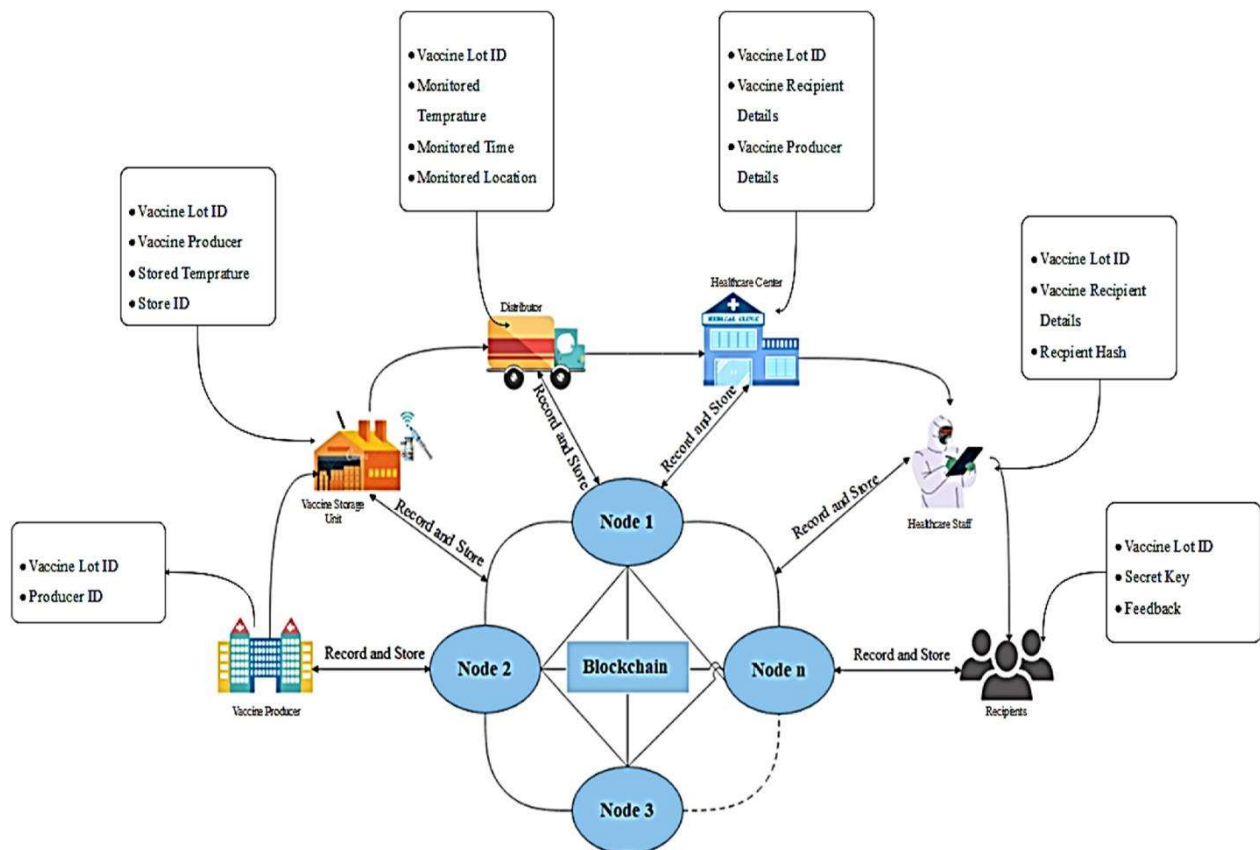 • Vaccine Lot ID
• Monitored
Temprature
• Monitored Time
• Monitored Location
• Vaccine Lot ID
• Vaccine Recipient
Details
• Vaccine Producer
Details
• Vaccine Lot ID
• Vaccine Producer
• Stored Temprature
• Store ID
• Vaccine Lot ID
• Vaccine Recipient
Details
• Recpient Hash
Distributor
Healthcare Center
MEDICAL CLINIC
Record and Store
Record and Store
Vaccine Storage
Unit
Record and Store
Record and Store
Healthcare Staff
Node 1
• Vaccine Lot ID
• Producer ID
• Vaccine Lot ID
• Secret Key
• Feedback
Vaccine Producer
Record and Store
Node 2
Blockchain
Node n
Record and Store
Recipients
Node 3